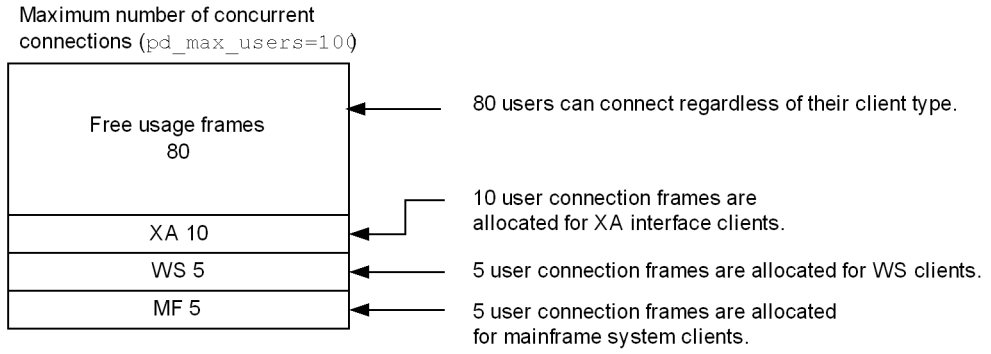 Maximum number of concurrent
connections (pd_max_users=100)
Free usage frames
80
80 users can connect regardless of their client type.
XA 10
10 user connection frames are
allocated for XA interface clients.
WS 5
5 user connection frames are allocated for WS clients.
MF 5
5 user connection frames are allocated
for mainframe system clients.